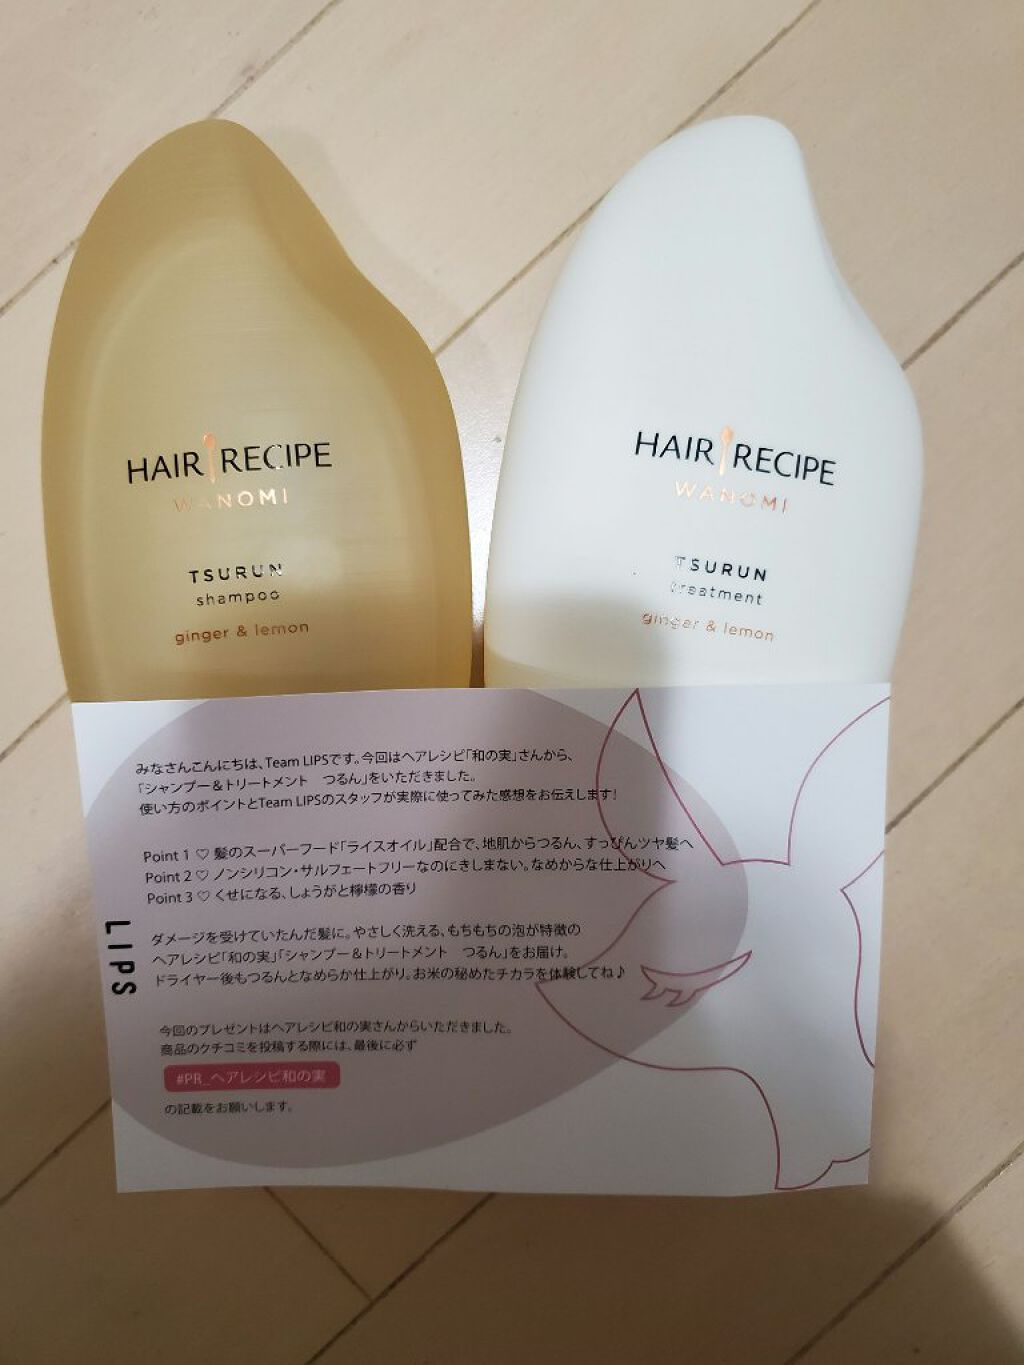 HAIR RECIPE
WANOMI
TSURUN
shampoo
ginger & lemon
HAIR RECIPE
WANOMI
TSURUN
treatment
ginger & lemon
みなさんこんにちは、Team LIPSです。今回はヘアレシピ「和の実」さんから、
「シャンプー＆トリートメント　つるん」をいただきました。
使い方のポイントとTeam LIPSのスタッフが実際に使ってみた感想をお伝えします!
Point 1 ♡ 髪のスーパーフード「ライスオイル」配合で、地肌からつるん、すっぴんツヤ髪へ
Point 2 ♡ ノンシリコン・サルフェートフリーなのにきしまない。なめからな仕上がりへ
Point 3 ♡ くせになる、しょうがと檸檬の香り
ダメージを受けていたんだ髪に。やさしく洗える、もちもちの泡が特徴の
ヘアレシピ「和の実」「シャンプー＆トリートメント　つるん」をお届け。
ドライヤー後もつるんとなめらか仕上がり。お米の秘めたチカラを体験してね♪
LIPS
今回のプレゼントはヘアレシピ和の実さんからいただきました。
商品のクチコミを投稿する際には、最後に必ず
#PR_ヘアレシピ和の実
の記載をお願いします。